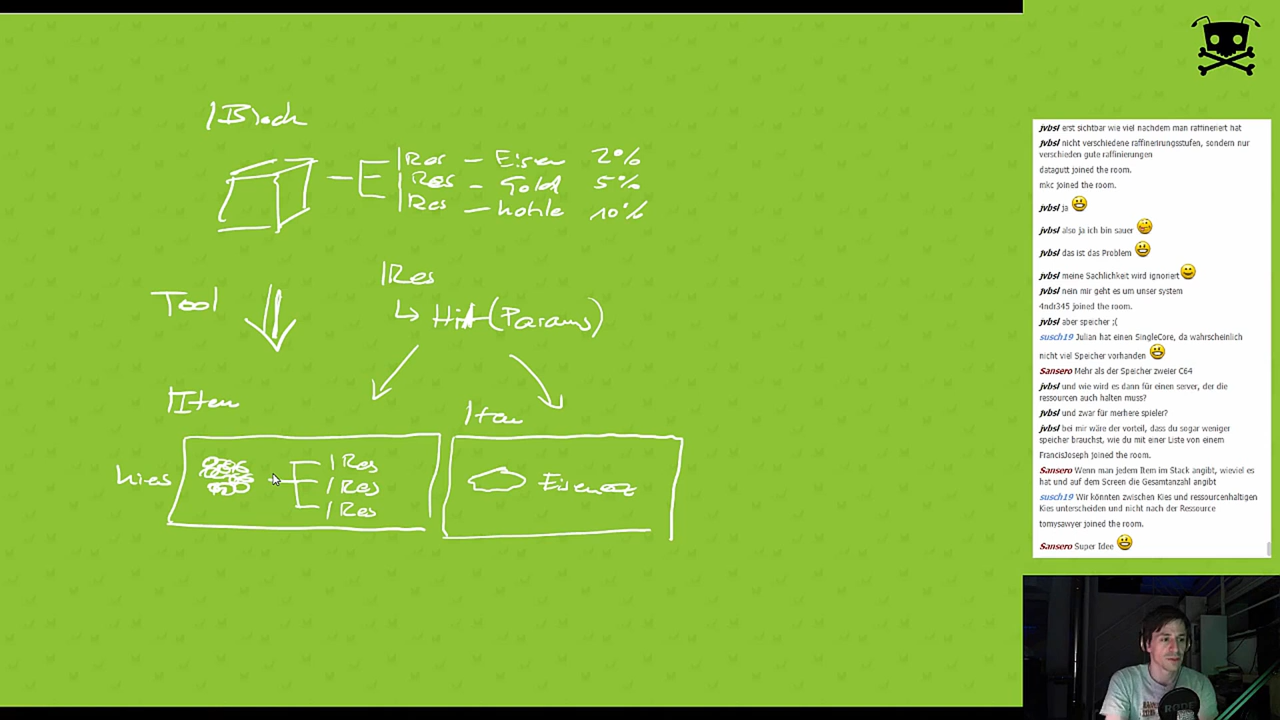 IBlock
IRes – Eisen 2%
IRes – Gold 5%
IRes – Kohle 10%
IRes
Tool
↳ Hit(Params)
IItem
Item
Kies
IRes
IRes
IRes
Eisenerz
jvbsl erst sichtbar wie viel nachdem man raffineriert hat
jvbsl nicht verschiedene raffinerirungsstufen, sondern nur
verschieden gute raffinierungen
datagutt joined the room.
mkc joined the room.
jvbsl ja
jvbsl also ja ich bin sauer
jvbsl das ist das Problem
jvbsl meine Sachlichkeit wird ignoriert
jvbsl nein mir geht es um unser system
4ndr345 joined the room.
jvbsl aber speicher ;(
susch19 Julian hat einen SingleCore, da wahrscheinlich
nicht viel Speicher vorhanden
Sansero Mehr als der Speicher zweier C64
jvbsl und wie wird es dann für einen server, der die
ressourcen auch halten muss?
jvbsl und zwar für merhere spieler?
jvbsl bei mir wäre der vorteil, dass du sogar weniger
speicher brauchst, wie du mit einer Liste von einem
FrancisJoseph joined the room.
Sansero Wenn man jedem Item im Stack angibt, wieviel es
hat und auf dem Screen die Gesamtanzahl angibt
susch19 Wir könnten zwischen Kies und ressourcenhaltigen
Kies unterscheiden und nicht nach der Ressource
tomysawyer joined the room.
Sansero Super Idee